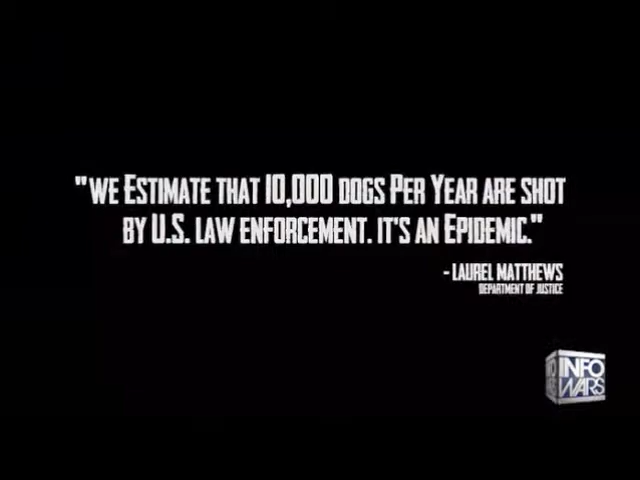 "WE ESTIMATE THAT 10,000 DOGS PER YEAR ARE SHOT
BY U.S. LAW ENFORCEMENT. IT'S AN EPIDEMIC."
- LAUREL MATTHEWS
DEPARTMENT OF JUSTICE
INFO
WARS